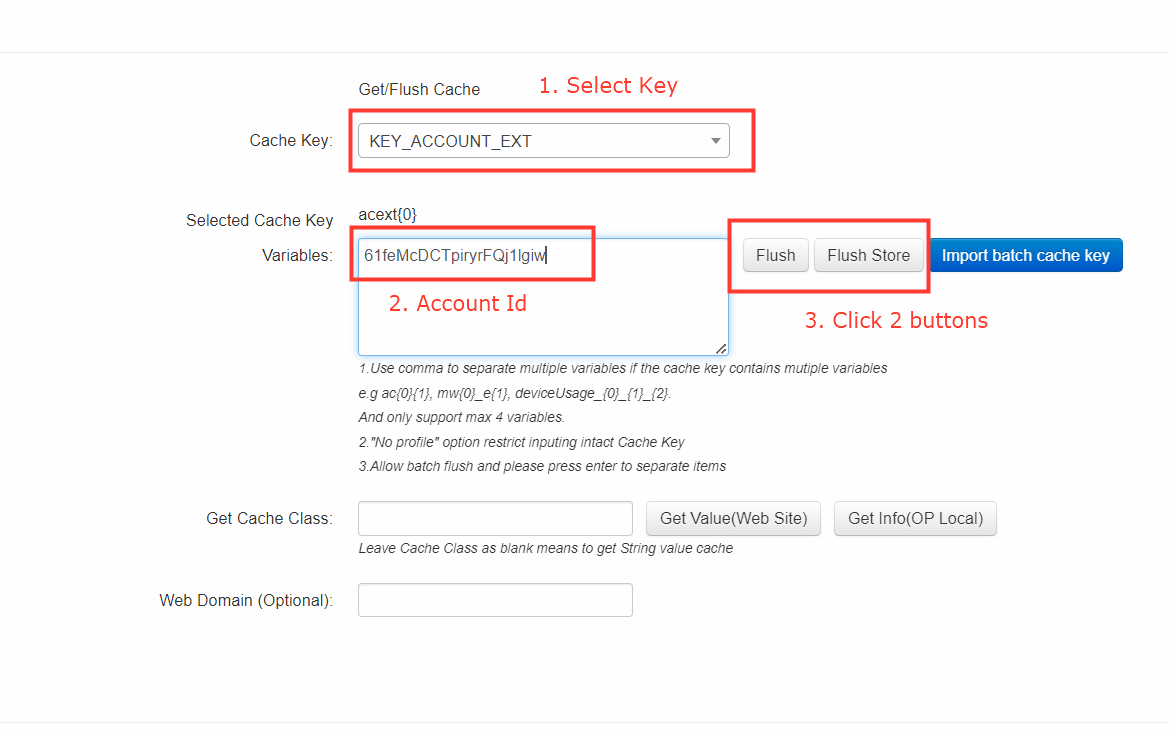 Get/Flush Cache
1. Select Key
Cache Key:
KEY_ACCOUNT_EXT
Selected Cache Key
acext{0}
Variables:
61feMcDCTpiryrFQj1lgiw
Flush
Flush Store
Import batch cache key
2. Account Id
3. Click 2 buttons
1.Use comma to separate multiple variables if the cache key contains mutiple variables
e.g ac{0}{1}, mw{0}_e{1}, deviceUsage_{0}_{1}_{2}.
And only support max 4 variables.
2."No profile" option restrict inputing intact Cache Key
3.Allow batch flush and please press enter to separate items
Get Cache Class:
Get Value(Web Site)
Get Info(OP Local)
Leave Cache Class as blank means to get String value cache
Web Domain (Optional):